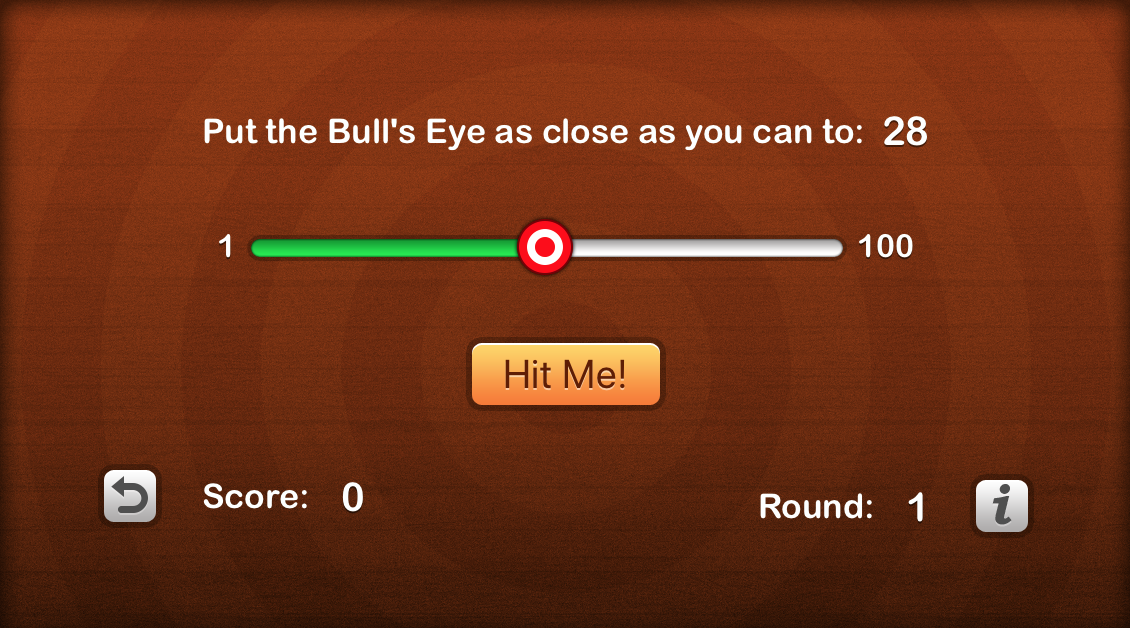 Put the Bull's Eye as close as you can to: 28
1 100
Hit Me!
Score: 0
Round: 1 i